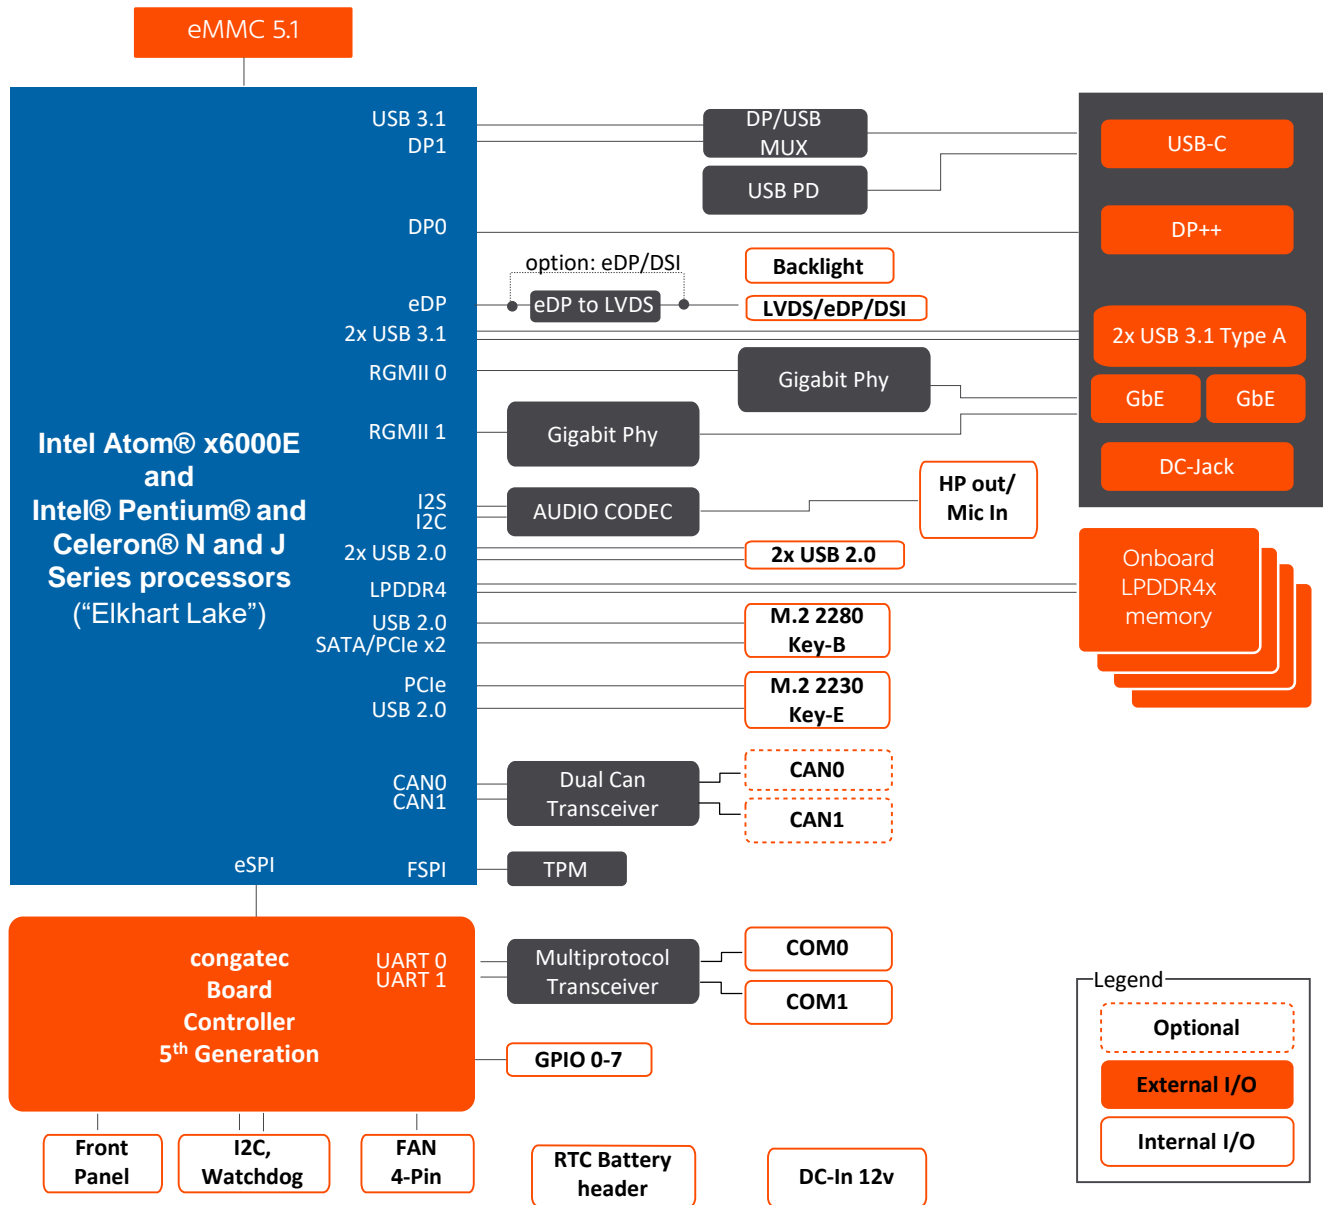 eMMC 5.1
USB 3.1
DP1
DP/USB
MUX
USB-C
USB PD
DP0
DP++
option: eDP/DSI
Backlight
eDP
eDP to LVDS
LVDS/eDP/DSI
2x USB 3.1
2x USB 3.1 Type A
RGMII 0
Gigabit Phy
GbE
GbE
RGMII 1
Gigabit Phy
DC-Jack
Intel Atom® x6000E
and
Intel® Pentium® and
Celeron® N and J
Series processors
(“Elkhart Lake”)
I2S
I2C
AUDIO CODEC
HP out/
Mic In
2x USB 2.0
2x USB 2.0
LPDDR4
Onboard
LPDDR4x
memory
USB 2.0
SATA/PCIe x2
M.2 2280
Key-B
PCIe
USB 2.0
M.2 2230
Key-E
CAN0
CAN1
Dual Can
Transceiver
CAN0
CAN1
eSPI
FSPI
TPM
congatec
Board
Controller
5th Generation
UART 0
UART 1
Multiprotocol
Transceiver
COM0
COM1
GPIO 0-7
Legend
Optional
External I/O
Internal I/O
Front
Panel
I2C,
Watchdog
FAN
4-Pin
RTC Battery
header
DC-In 12v